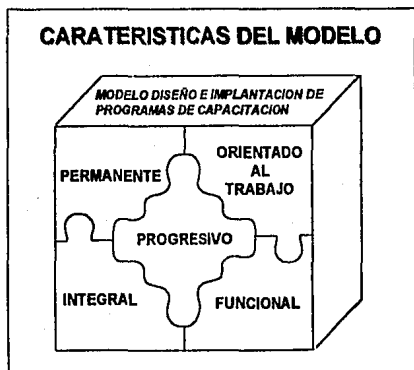 CARATERISTICAS DEL MODELO
MODELO DISEÑO E IMPLANTACION DE
PROGRAMAS DE CAPACITACION
PERMANENTE
ORIENTADO
AL
TRABAJO
PROGRESIVO
INTEGRAL
FUNCIONAL